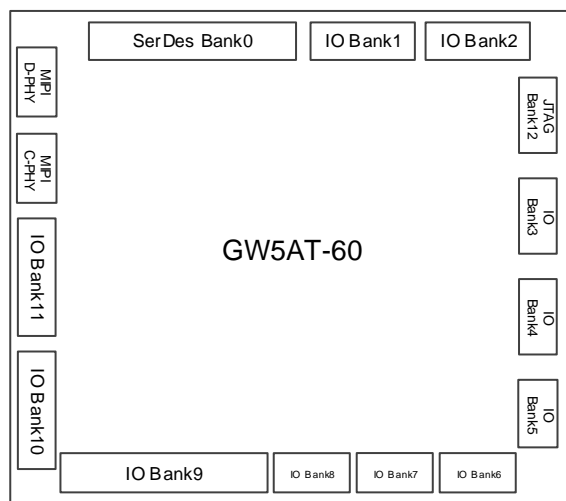 SerDes Bank0
IO Bank1
IO Bank2
MIPI
D-PHY
JTAG
Bank12
MIPI
C-PHY
IO
Bank3
IO Bank11
GW5AT-60
IO
Bank4
IO Bank10
IO
Bank5
IO Bank9
IO Bank8
IO Bank7
IO Bank6